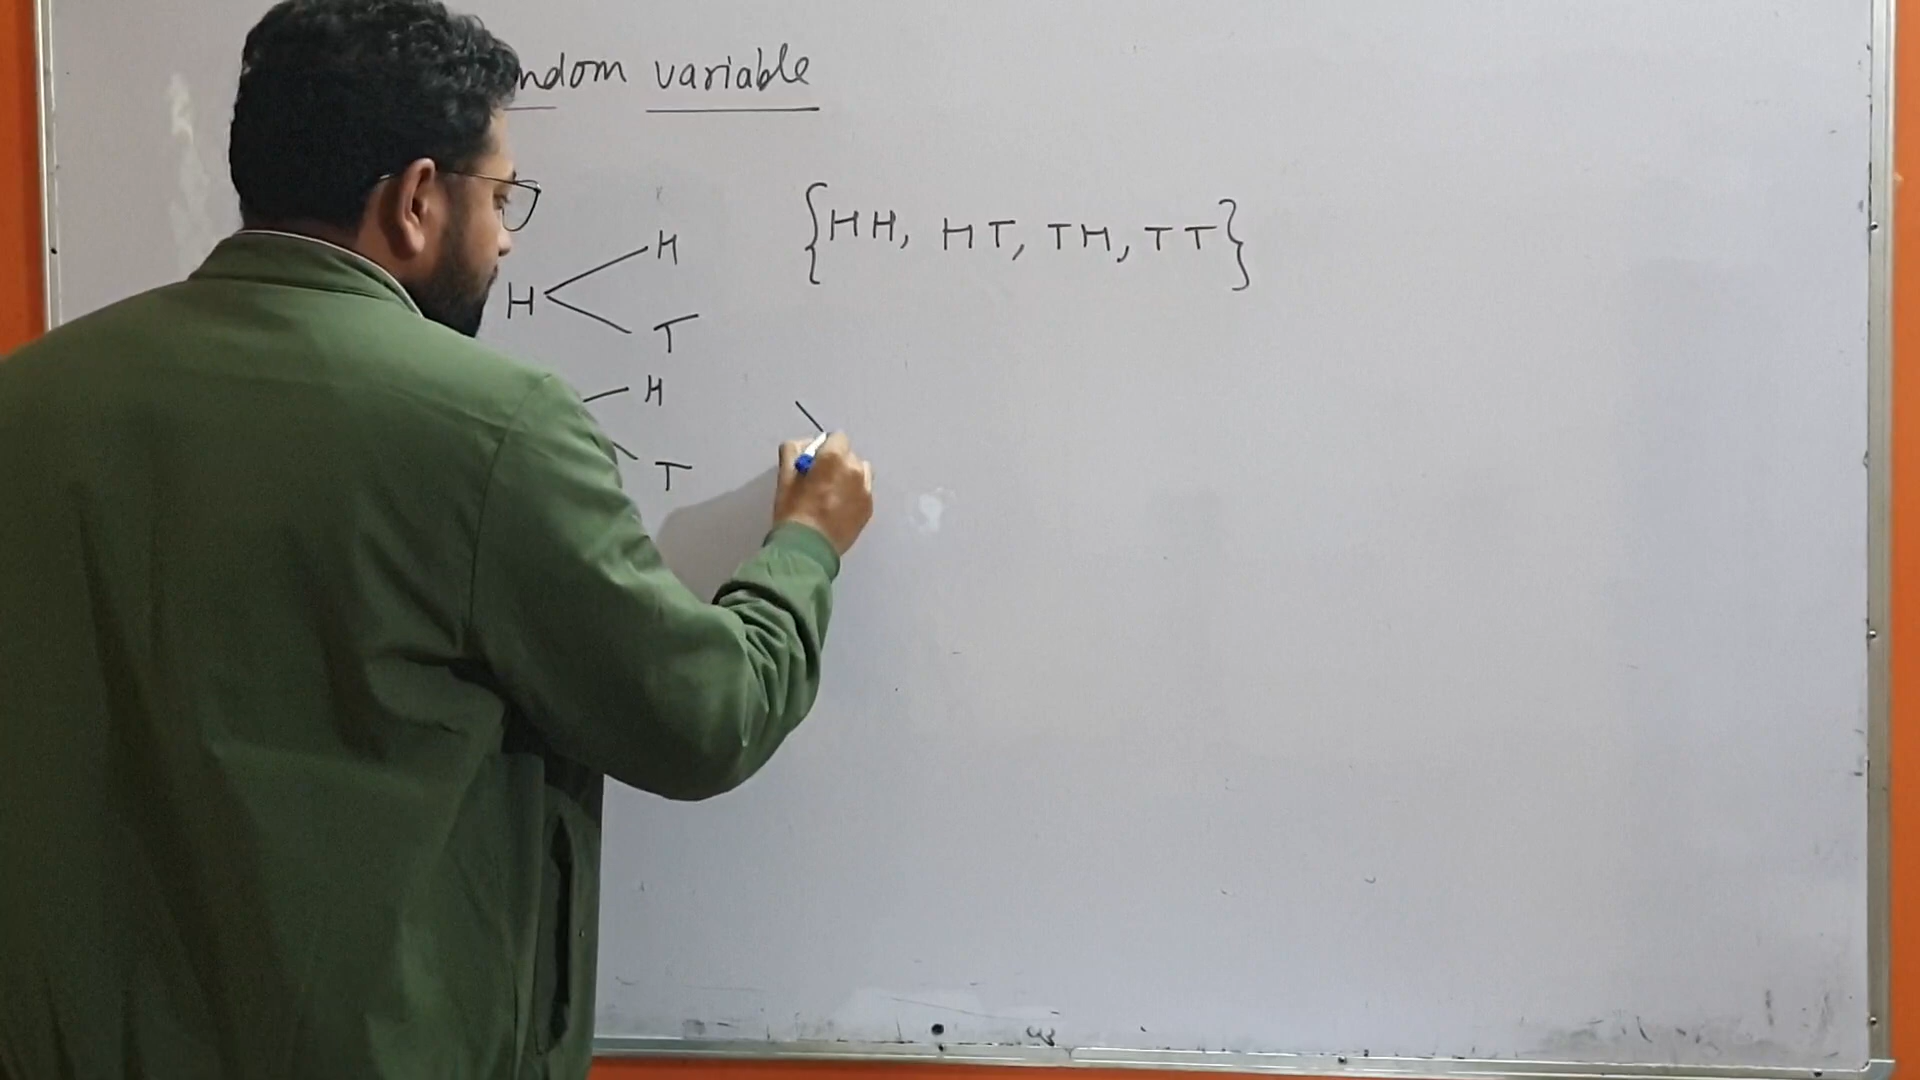 ndom variable
{HH, HT, TH, TT}
H
H
T
H
T